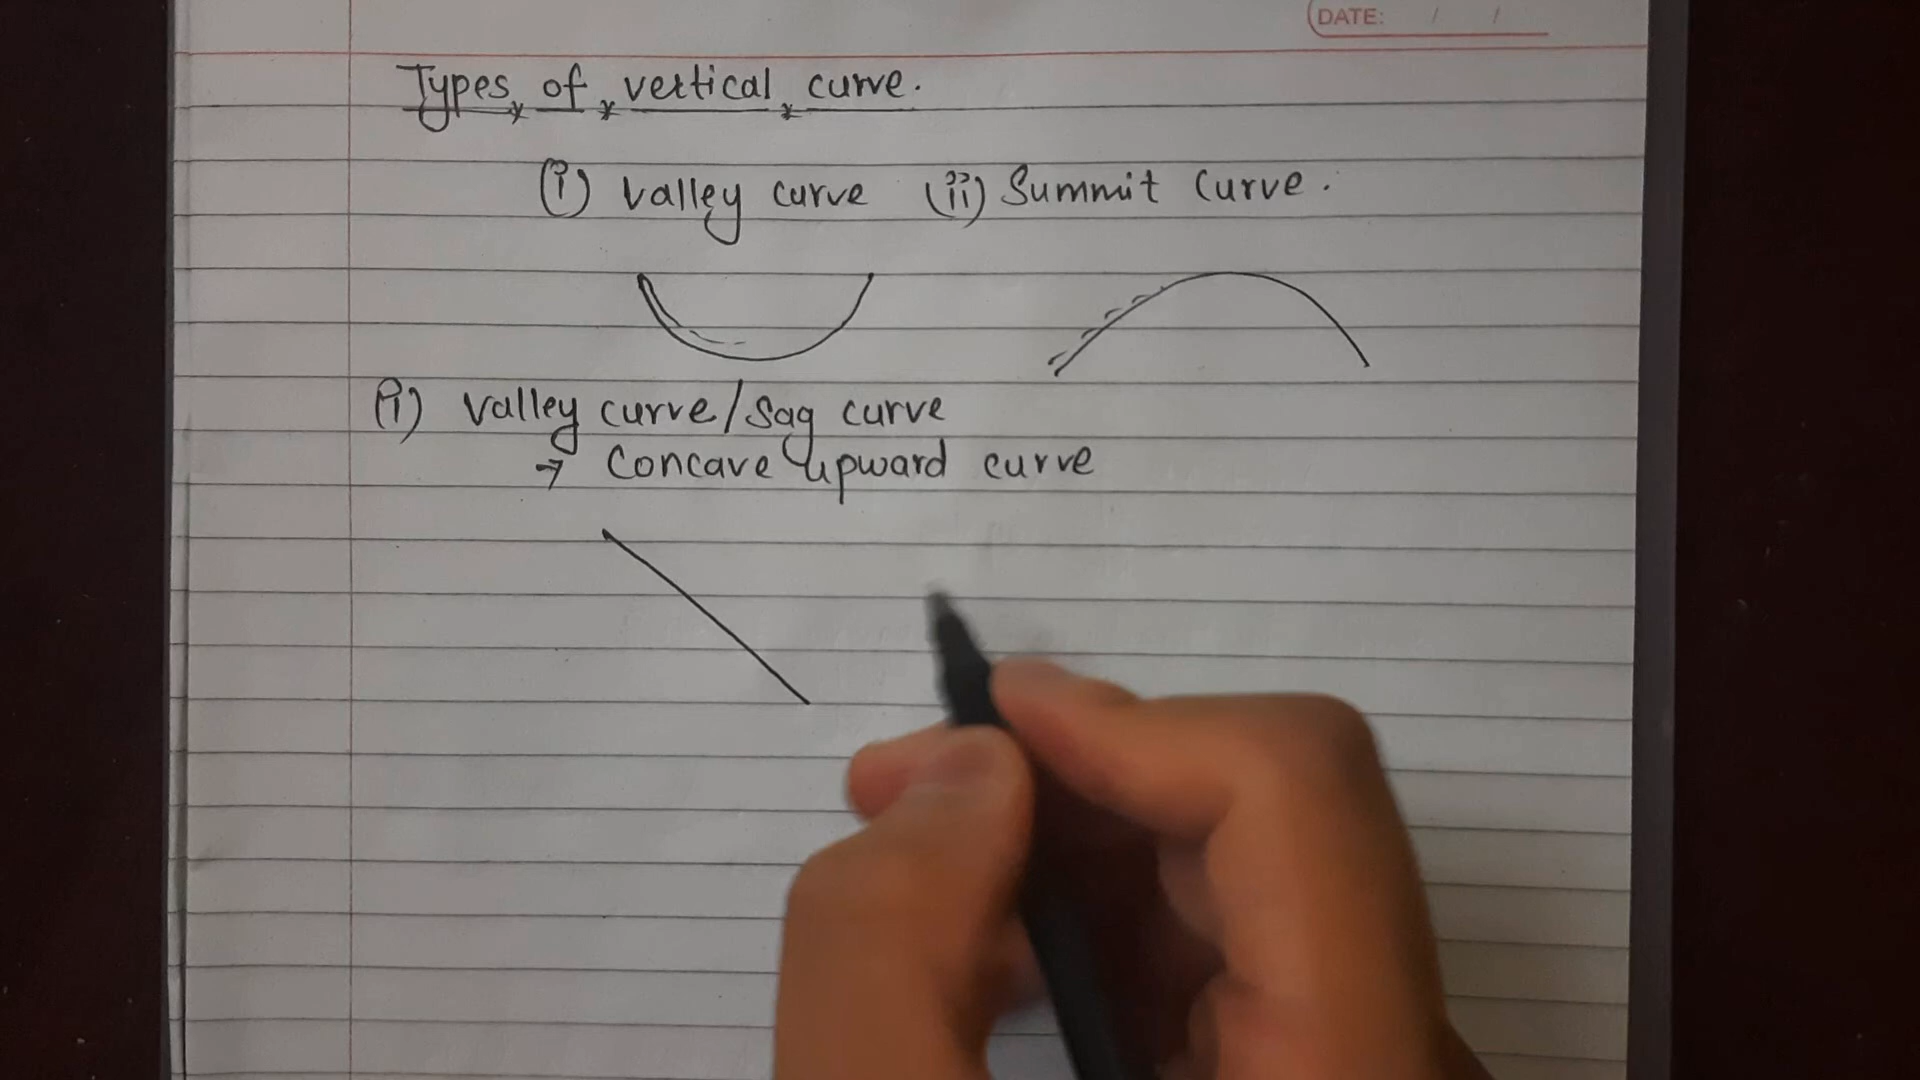 DATE: / /
Types of vertical curve.
(i) valley curve (ii) Summit curve.
(i) valley curve/sag curve
→ Concave upward curve